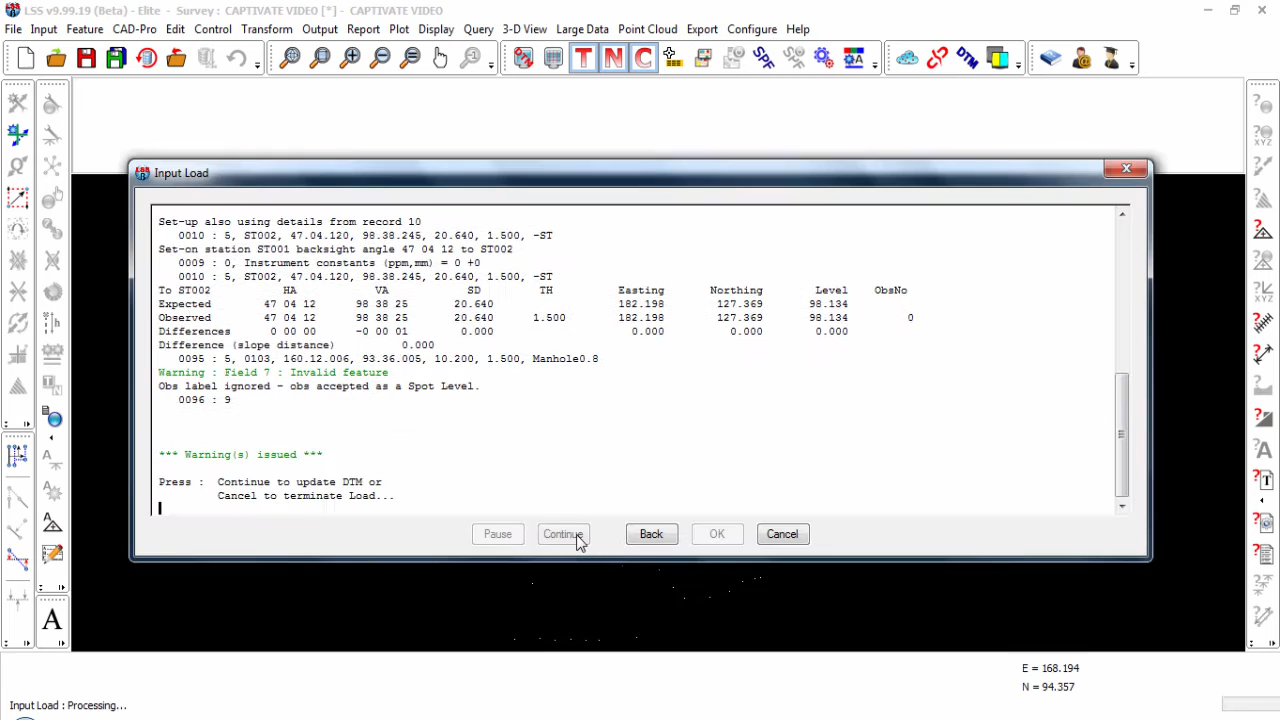 LSS v9.99.19 (Beta) - Elite - Survey : CAPTIVATE VIDEO [*] - CAPTIVATE VIDEO
File Input Feature CAD-Pro Edit Control Transform Output Report Plot Display Query 3-D View Large Data Point Cloud Export Configure Help
T N C SPF SPF A DTM
Input Load
Set-up also using details from record 10
0010 : 5, ST002, 47.04.120, 98.38.245, 20.640, 1.500, -ST
Set-on station ST001 backsight angle 47 04 12 to ST002
0009 : 0, Instrument constants (ppm,mm) = 0 +0
0010 : 5, ST002, 47.04.120, 98.38.245, 20.640, 1.500, -ST
To ST002 HA VA SD TH Easting Northing Level ObsNo
Expected 47 04 12 98 38 25 20.640 182.198 127.369 98.134
Observed 47 04 12 98 38 25 20.640 1.500 182.198 127.369 98.134 0
Differences 0 00 00 -0 00 01 0.000 0.000 0.000 0.000
Difference (slope distance) 0.000
0095 : 5, 0103, 160.12.006, 93.36.005, 10.200, 1.500, Manhole0.8
Warning : Field 7 : Invalid feature
Obs label ignored - obs accepted as a Spot Level.
0096 : 9
*** Warning(s) issued ***
Press : Continue to update DTM or
Cancel to terminate Load...
Pause Continue Back OK Cancel
E = 168.194
N = 94.357
Input Load : Processing...